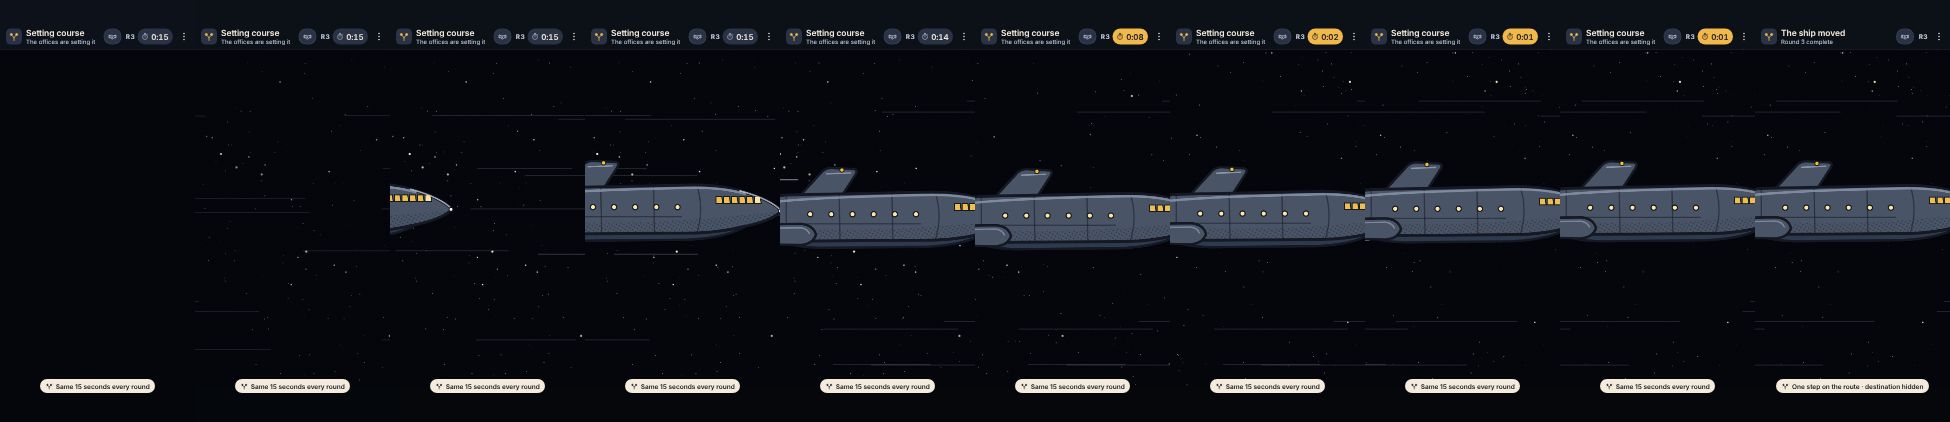 Setting course
The offices are setting it
R3
0:15
Same 15 seconds every round
Setting course
The offices are setting it
R3
0:15
Same 15 seconds every round
Setting course
The offices are setting it
R3
0:15
Same 15 seconds every round
Setting course
The offices are setting it
R3
0:15
Same 15 seconds every round
Setting course
The offices are setting it
R3
0:14
Same 15 seconds every round
Setting course
The offices are setting it
R3
0:08
Same 15 seconds every round
Setting course
The offices are setting it
R3
0:02
Same 15 seconds every round
Setting course
The offices are setting it
R3
0:01
Same 15 seconds every round
Setting course
The offices are setting it
R3
0:01
Same 15 seconds every round
The ship moved
Round 3 complete
R3
One step on the route · destination hidden